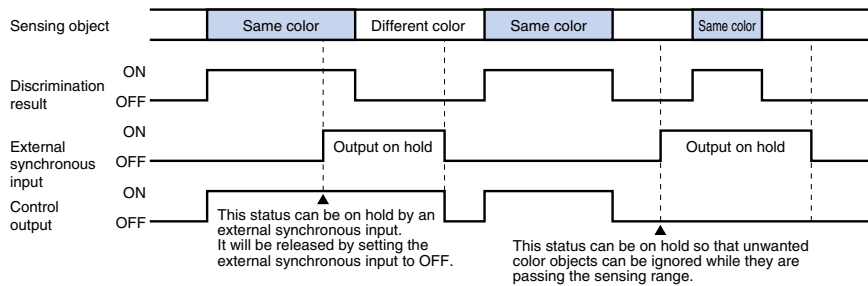 Sensing object
Same color
Different color
Same color
Same color
Discrimination
result
ON
OFF
External
synchronous
input
ON
OFF
Output on hold
Output on hold
Control
output
ON
OFF
This status can be on hold by an
external synchronous input.
It will be released by setting the
external synchronous input to OFF.
This status can be on hold so that unwanted
color objects can be ignored while they are
passing the sensing range.